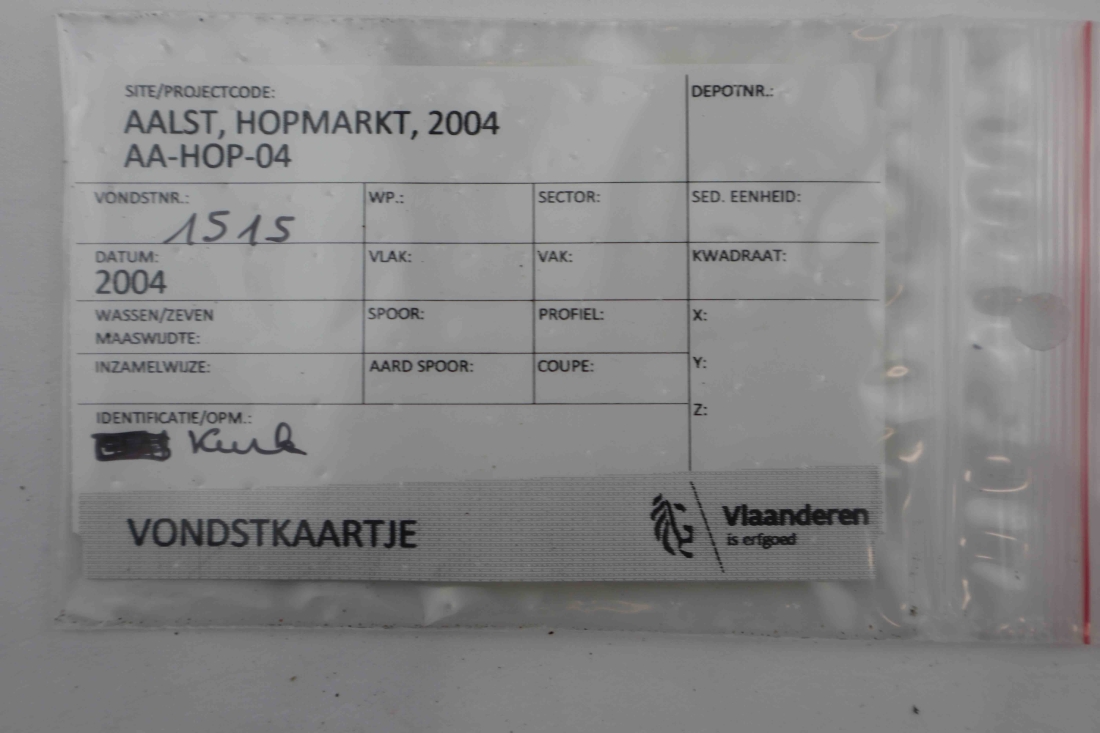 SITE/PROJECTCODE:
AALST, HOPMARKT, 2004
AA-HOP-04
DEPOTNR.:
VONDSTNR.:
1515
WP.:
SECTOR:
SED. EENHEID:
DATUM:
2004
VLAK:
VAK:
KWADRAAT:
WASSEN/ZEVEN
MAASWIJDTE:
SPOOR:
PROFIEL:
X:
INZAMELWIJZE:
AARD SPOOR:
COUPE:
Y:
Z:
IDENTIFICATIE/OPM.:
Kurk
VONDSTKAARTJE
Vlaanderen
is erfgoed